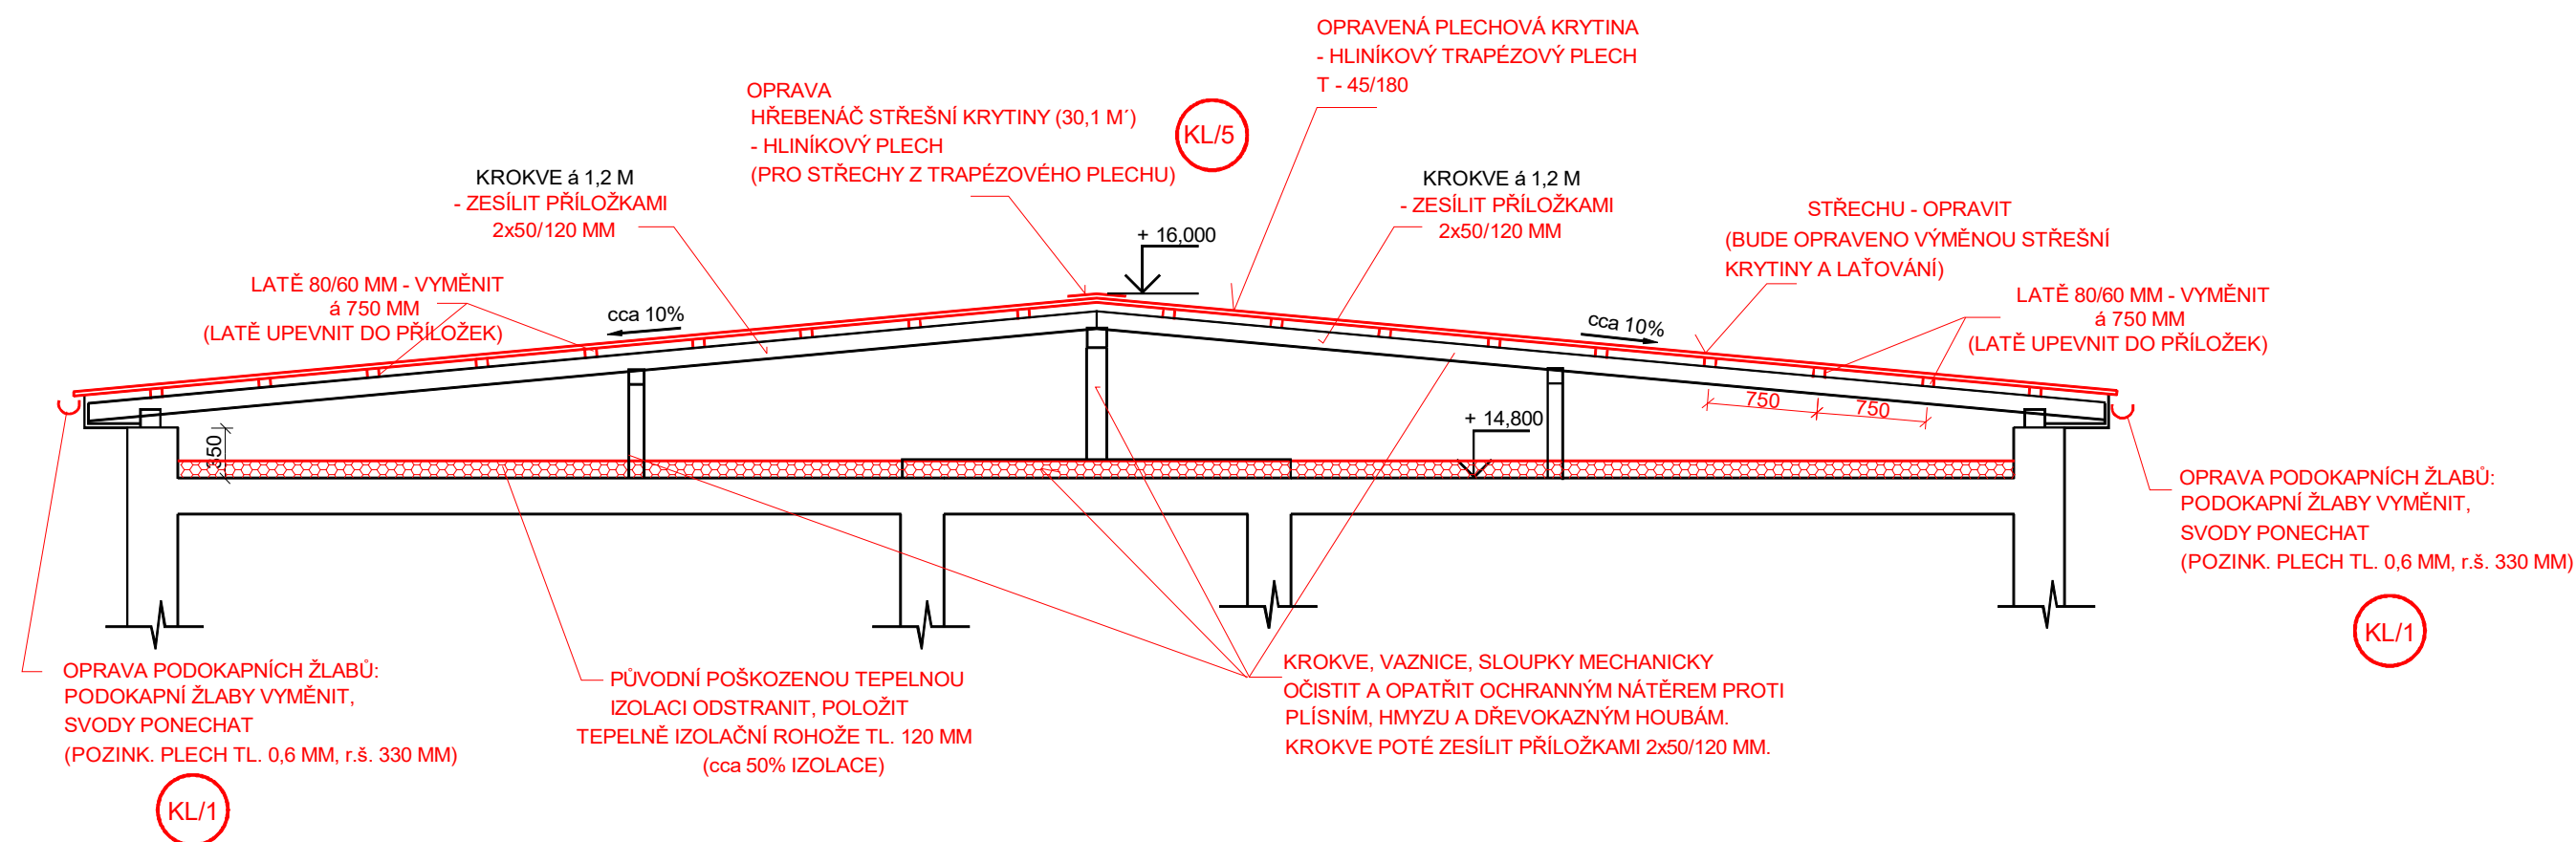 OPRAVENÁ PLECHOVÁ KRYTINA
- HLINÍKOVÝ TRAPÉZOVÝ PLECH
T - 45/180
OPRAVA
HŘEBENÁČ STŘEŠNÍ KRYTINY (30,1 M´)
- HLINÍKOVÝ PLECH
(PRO STŘECHY Z TRAPÉZOVÉHO PLECHU)
KL/5
KROKVE á 1,2 M
- ZESÍLIT PŘÍLOŽKAMI
2x50/120 MM
KROKVE á 1,2 M
- ZESÍLIT PŘÍLOŽKAMI
2x50/120 MM
STŘECHU - OPRAVIT
(BUDE OPRAVENO VÝMĚNOU STŘEŠNÍ
KRYTINY A LAŤOVÁNÍ)
+ 16,000
LATĚ 80/60 MM - VYMĚNIT
á 750 MM
(LATĚ UPEVNIT DO PŘÍLOŽEK)
cca 10%
cca 10%
LATĚ 80/60 MM - VYMĚNIT
á 750 MM
(LATĚ UPEVNIT DO PŘÍLOŽEK)
750
750
+ 14,800
350
OPRAVA PODOKAPNÍCH ŽLABŮ:
PODOKAPNÍ ŽLABY VYMĚNIT,
SVODY PONECHAT
(POZINK. PLECH TL. 0,6 MM, r.š. 330 MM)
KL/1
OPRAVA PODOKAPNÍCH ŽLABŮ:
PODOKAPNÍ ŽLABY VYMĚNIT,
SVODY PONECHAT
(POZINK. PLECH TL. 0,6 MM, r.š. 330 MM)
KL/1
PŮVODNÍ POŠKOZENOU TEPELNOU
IZOLACI ODSTRANIT, POLOŽIT
TEPELNĚ IZOLAČNÍ ROHOŽE TL. 120 MM
(cca 50% IZOLACE)
KROKVE, VAZNICE, SLOUPKY MECHANICKY
OČISTIT A OPATŘIT OCHRANNÝM NÁTĚREM PROTI
PLÍSNÍM, HMYZU A DŘEVOKAZNÝM HOUBÁM.
KROKVE POTÉ ZESÍLIT PŘÍLOŽKAMI 2x50/120 MM.